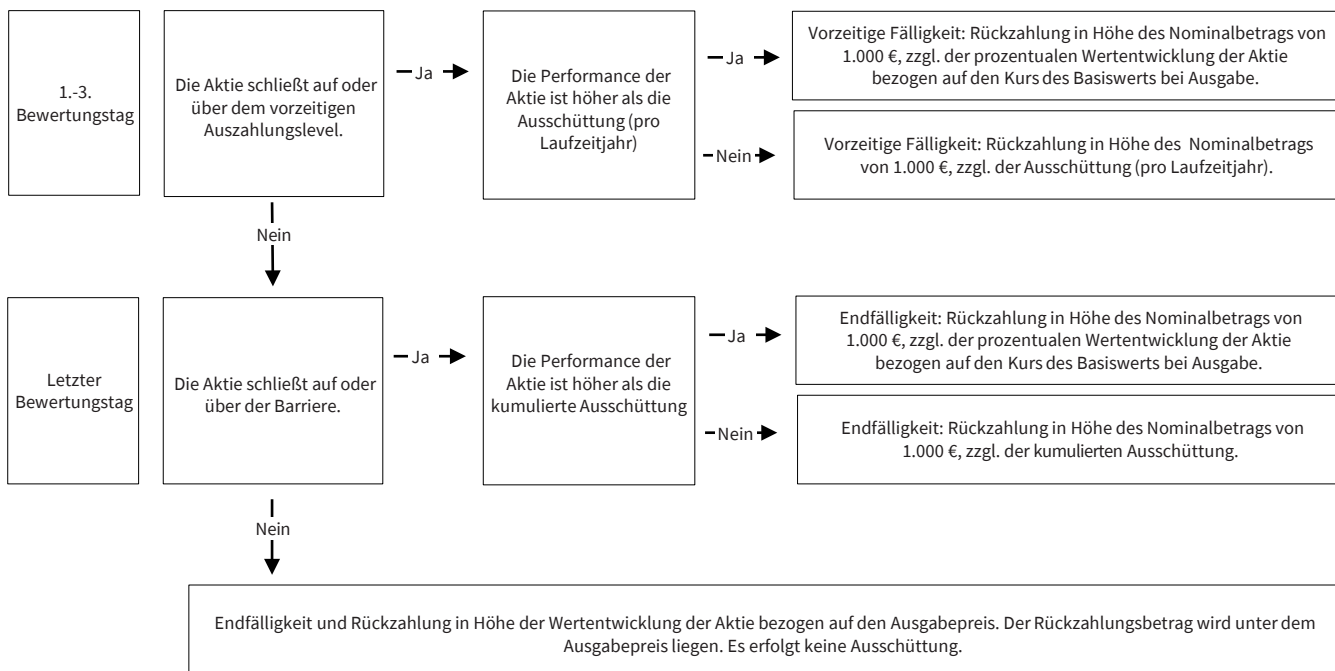 1.-3.
Bewertungstag
Die Aktie schließt auf oder
über dem vorzeitigen
Auszahlungslevel.
Ja
Die Performance der
Aktie ist höher als die
Ausschüttung (pro
Laufzeitjahr)
Ja
Vorzeitige Fälligkeit: Rückzahlung in Höhe des Nominalbetrags von
1.000 €, zzgl. der prozentualen Wertentwicklung der Aktie
bezogen auf den Kurs des Basiswerts bei Ausgabe.
Nein
Vorzeitige Fälligkeit: Rückzahlung in Höhe des Nominalbetrags
von 1.000 €, zzgl. der Ausschüttung (pro Laufzeitjahr).
Nein
Letzter
Bewertungstag
Die Aktie schließt auf oder
über der Barriere.
Ja
Die Performance der
Aktie ist höher als die
kumulierte Ausschüttung
Ja
Endfälligkeit: Rückzahlung in Höhe des Nominalbetrags von
1.000 €, zzgl. der prozentualen Wertentwicklung der Aktie
bezogen auf den Kurs des Basiswerts bei Ausgabe.
Nein
Endfälligkeit: Rückzahlung in Höhe des Nominalbetrags von
1.000 €, zzgl. der kumulierten Ausschüttung.
Nein
Endfälligkeit und Rückzahlung in Höhe der Wertentwicklung der Aktie bezogen auf den Ausgabepreis. Der Rückzahlungsbetrag wird unter dem
Ausgabepreis liegen. Es erfolgt keine Ausschüttung.